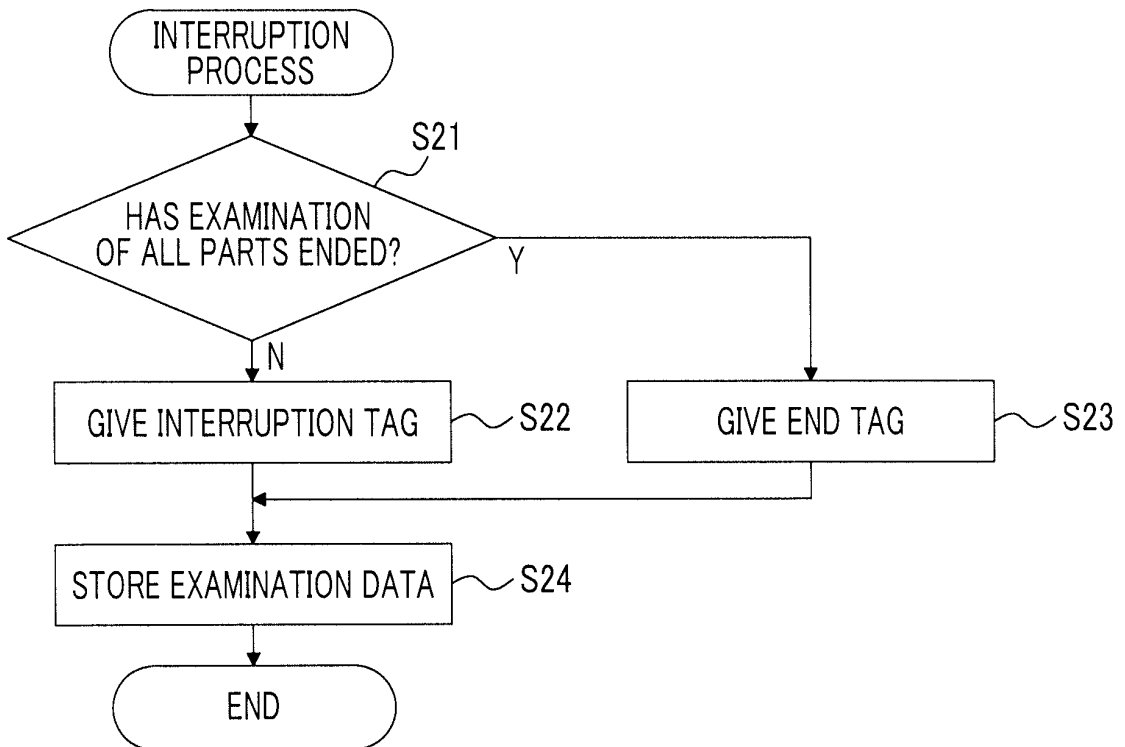 INTERRUPTION
PROCESS
S21
HAS EXAMINATION
OF ALL PARTS ENDED?
Y
N
GIVE INTERRUPTION TAG
S22
GIVE END TAG
S23
STORE EXAMINATION DATA
S24
END